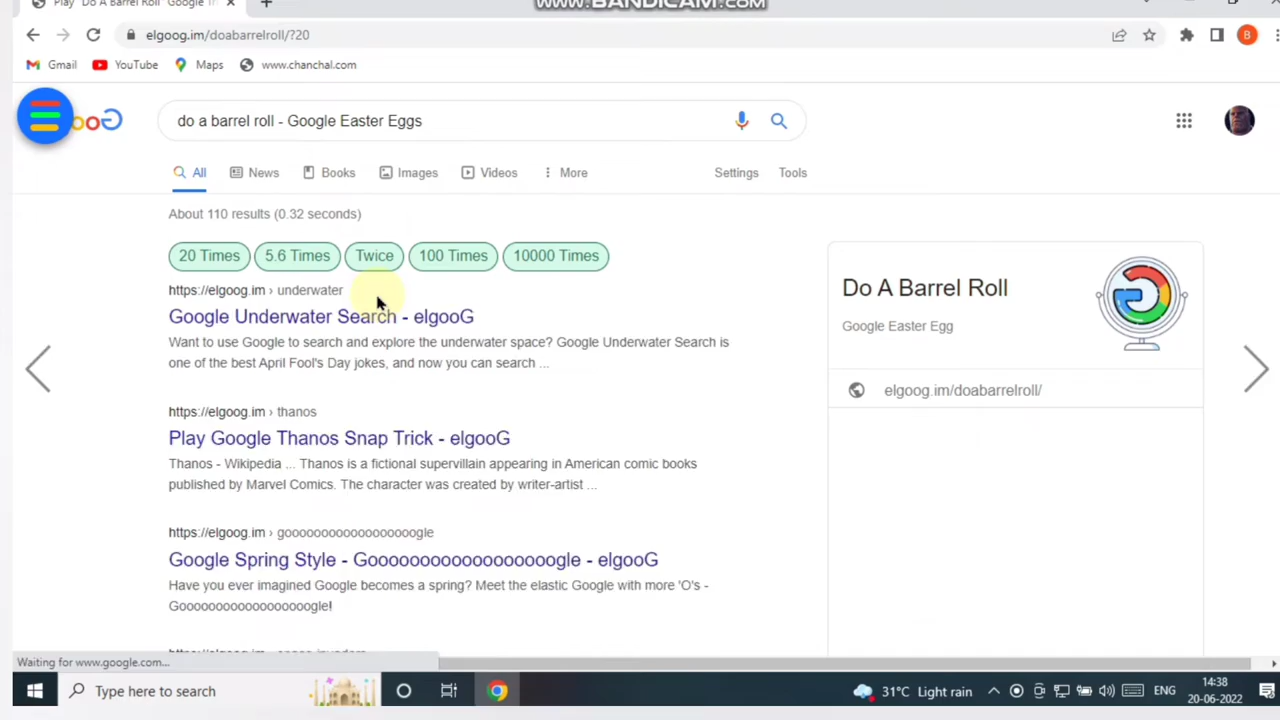 www.BANDICAM.com
Play "Do A Barrel Roll" Google Tr
elgoog.im/doabarrelroll/?20
B
Gmail YouTube Maps www.chanchal.com
do a barrel roll - Google Easter Eggs
All News Books Images Videos More Settings Tools
About 110 results (0.32 seconds)
20 Times 5.6 Times Twice 100 Times 10000 Times
https://elgoog.im › underwater
Google Underwater Search - elgooG
Want to use Google to search and explore the underwater space? Google Underwater Search is
one of the best April Fool's Day jokes, and now you can search ...
https://elgoog.im › thanos
Play Google Thanos Snap Trick - elgooG
Thanos - Wikipedia ... Thanos is a fictional supervillain appearing in American comic books
published by Marvel Comics. The character was created by writer-artist ...
https://elgoog.im › goooooooooooooooooogle
Google Spring Style - Goooooooooooooooooogle - elgooG
Have you ever imagined Google becomes a spring? Meet the elastic Google with more 'O's -
Goooooooooooooooooogle!
Do A Barrel Roll
Google Easter Egg
elgoog.im/doabarrelroll/
Waiting for www.google.com...
Type here to search
31°C Light rain
ENG
14:38
20-06-2022